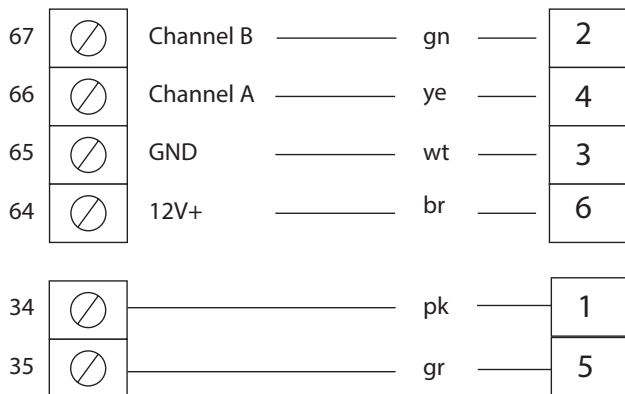 67 Channel B gn 2
66 Channel A ye 4
65 GND wt 3
64 12V+ br 6
34 pk 1
35 gr 5